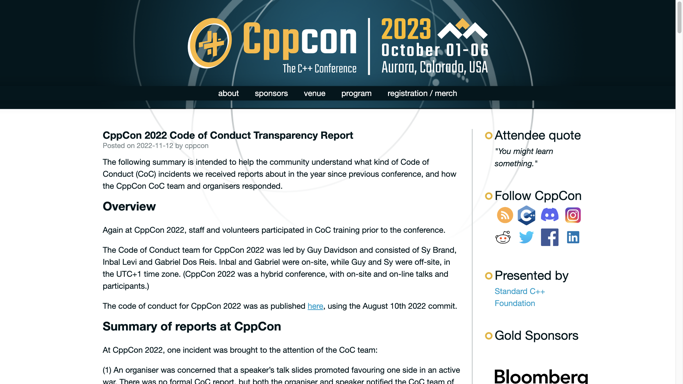 Cppcon
The C++ Conference
2023
October 01-06
Aurora, Colorado, USA
about sponsors venue program registration / merch
CppCon 2022 Code of Conduct Transparency Report
Posted on 2022-11-12 by cppcon
The following summary is intended to help the community understand what kind of Code of
Conduct (CoC) incidents we received reports about in the year since previous conference, and how
the CppCon CoC team and organisers responded.
Overview
Again at CppCon 2022, staff and volunteers participated in CoC training prior to the conference.
The Code of Conduct team for CppCon 2022 was led by Guy Davidson and consisted of Sy Brand,
Inbal Levi and Gabriel Dos Reis. Inbal and Gabriel were on-site, while Guy and Sy were off-site, in
the UTC+1 time zone. (CppCon 2022 was a hybrid conference, with on-site and on-line talks and
participants.)
The code of conduct for CppCon 2022 was as published here, using the August 10th 2022 commit.
Summary of reports at CppCon
At CppCon 2022, one incident was brought to the attention of the CoC team:
(1) An organiser was concerned that a speaker's talk slides promoted favouring one side in an active
war. There was no formal CoC report, but both the organiser and speaker notified the CoC team of
Attendee quote
"You might learn
something."
Follow CppCon
Presented by
Standard C++
Foundation
Gold Sponsors
Bloomberg